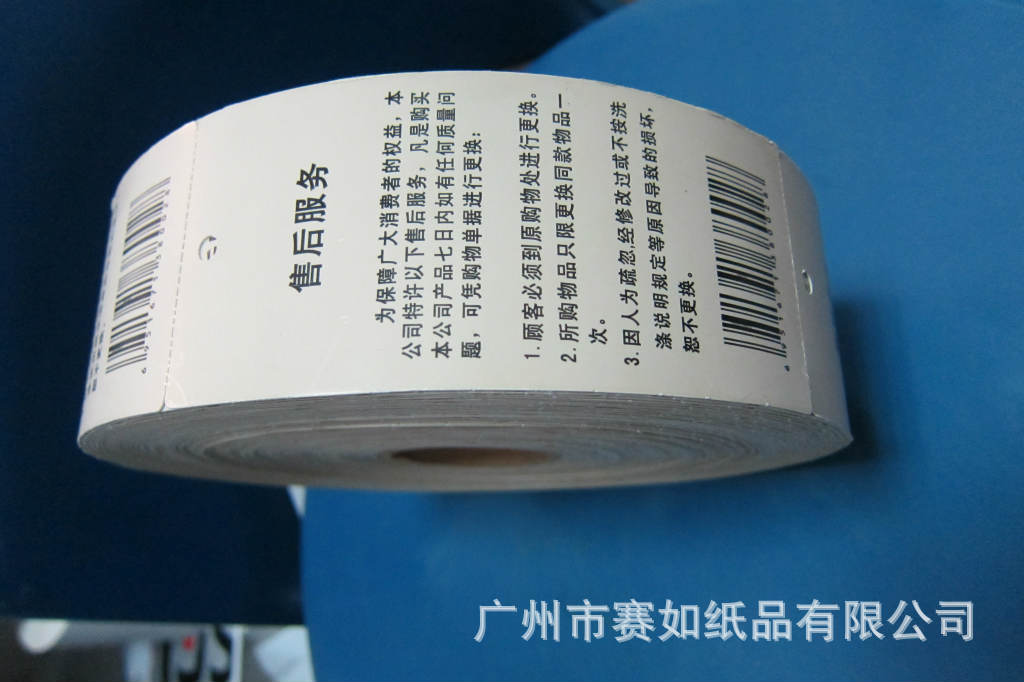 售后服务
为保障广大消费者的权益，本
公司特许以下售后服务，凡是购买
本公司产品七日内如有任何质量问
题，可凭购物单据进行更换：
1.顾客必须到原购物处进行更换。
2.所购物品只限更换同款物品一
次。
3.因人为疏忽,经修改过或不按洗
涤说明规定等原因导致的损坏，
恕不更换。
广州市赛如纸品有限公司